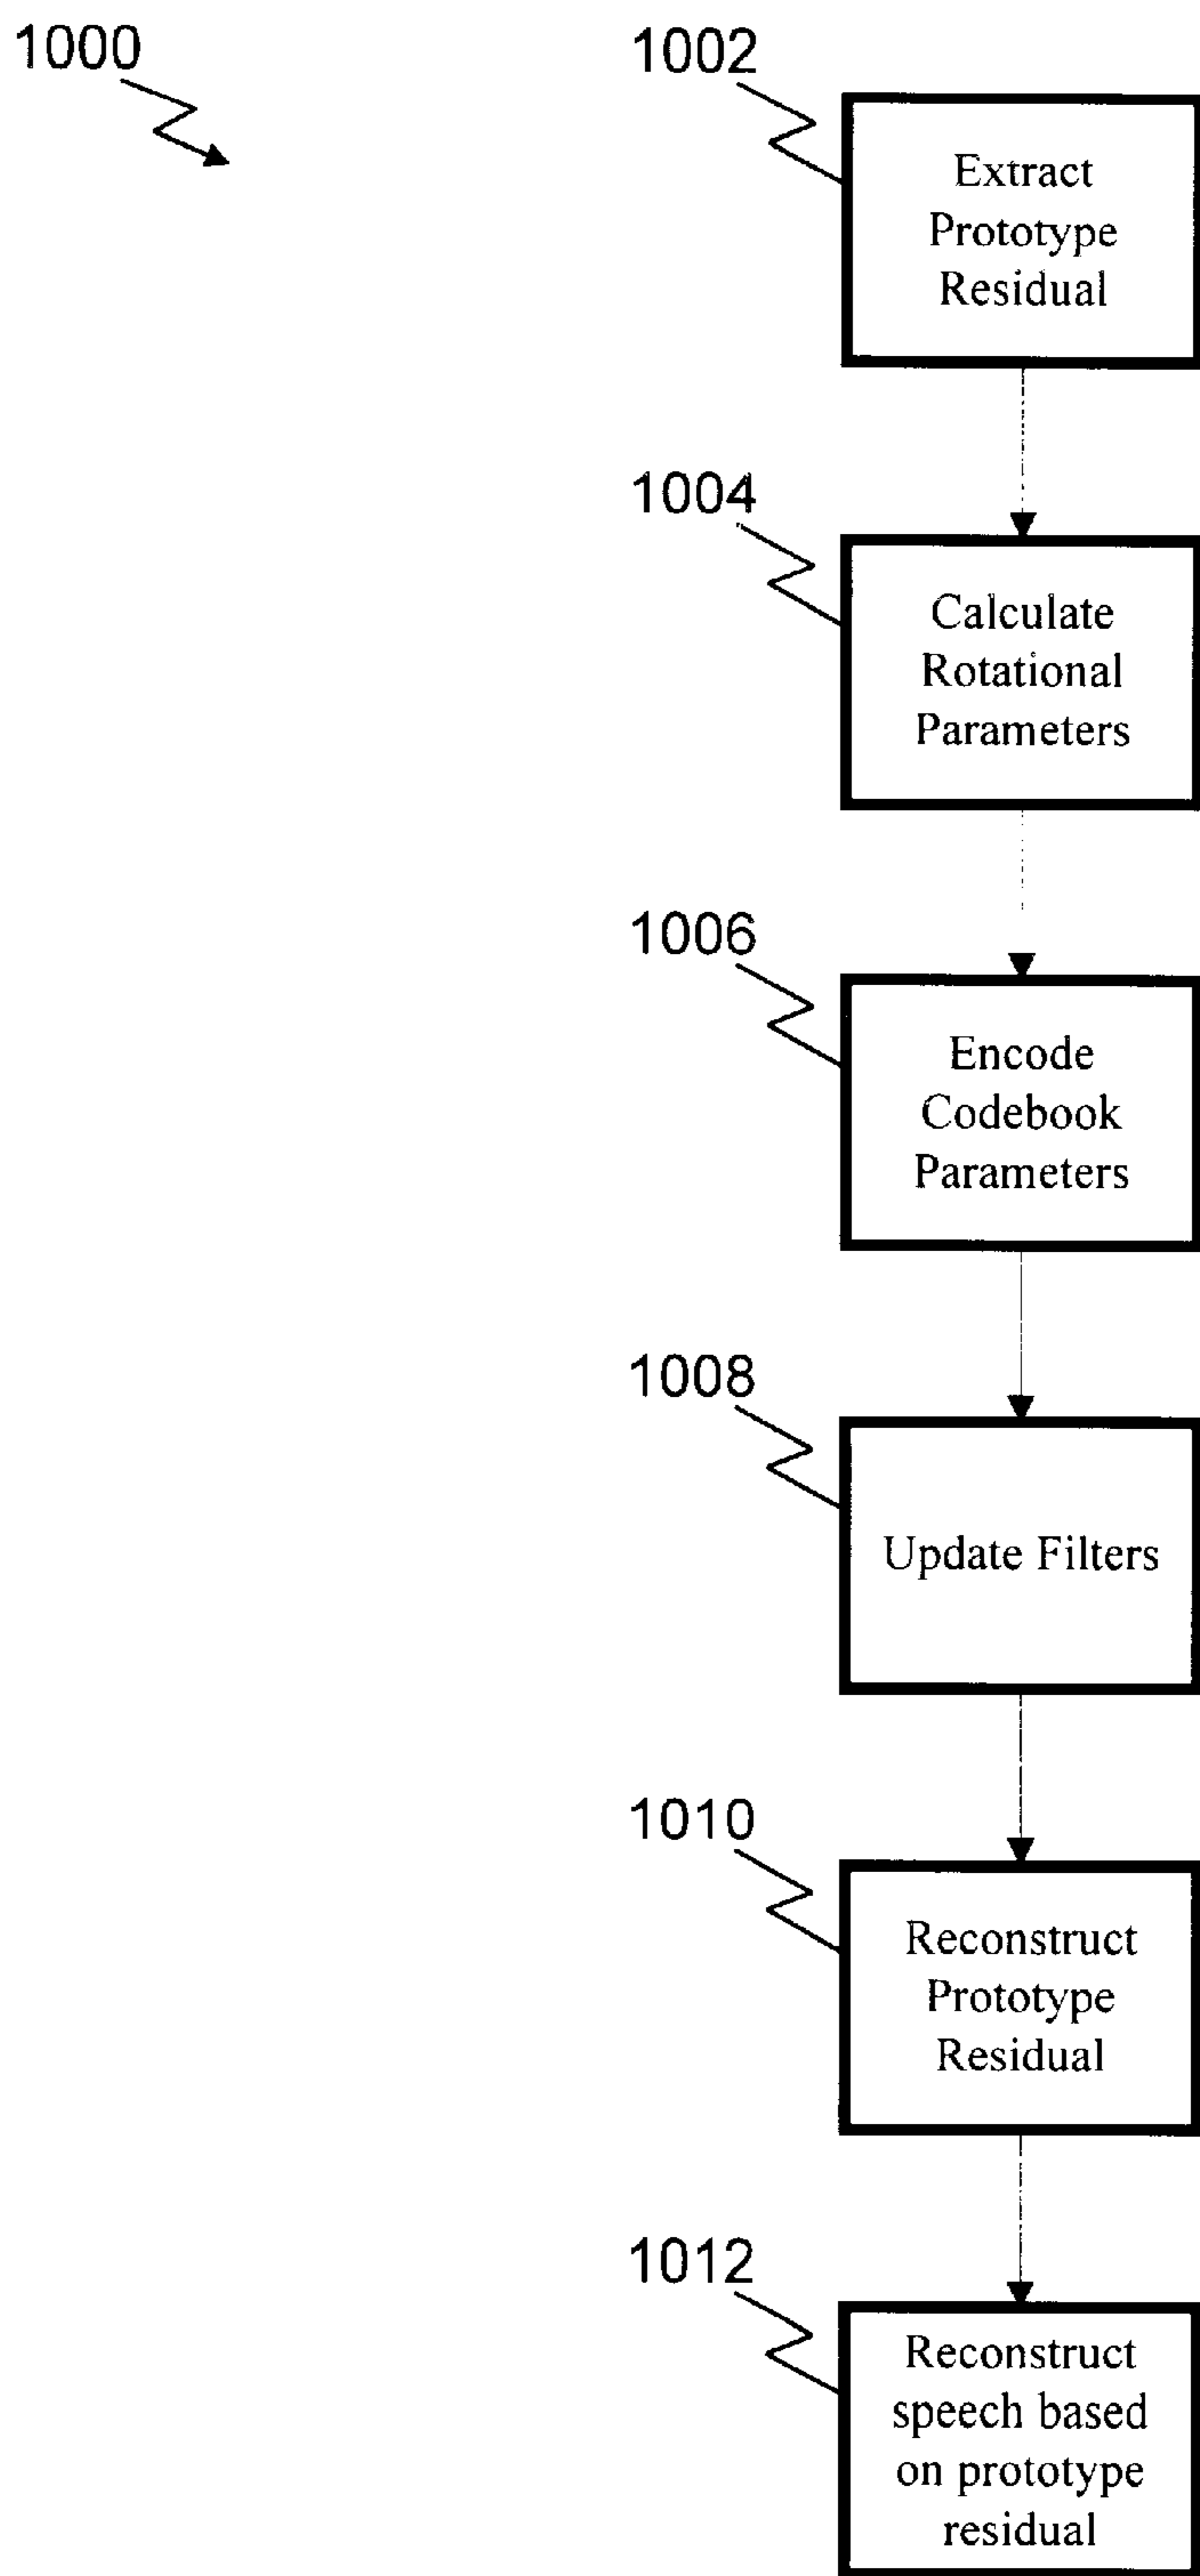 1000
1002
Extract
Prototype
Residual
1004
Calculate
Rotational
Parameters
1006
Encode
Codebook
Parameters
1008
Update Filters
1010
Reconstruct
Prototype
Residual
1012
Reconstruct
speech based
on prototype
residual